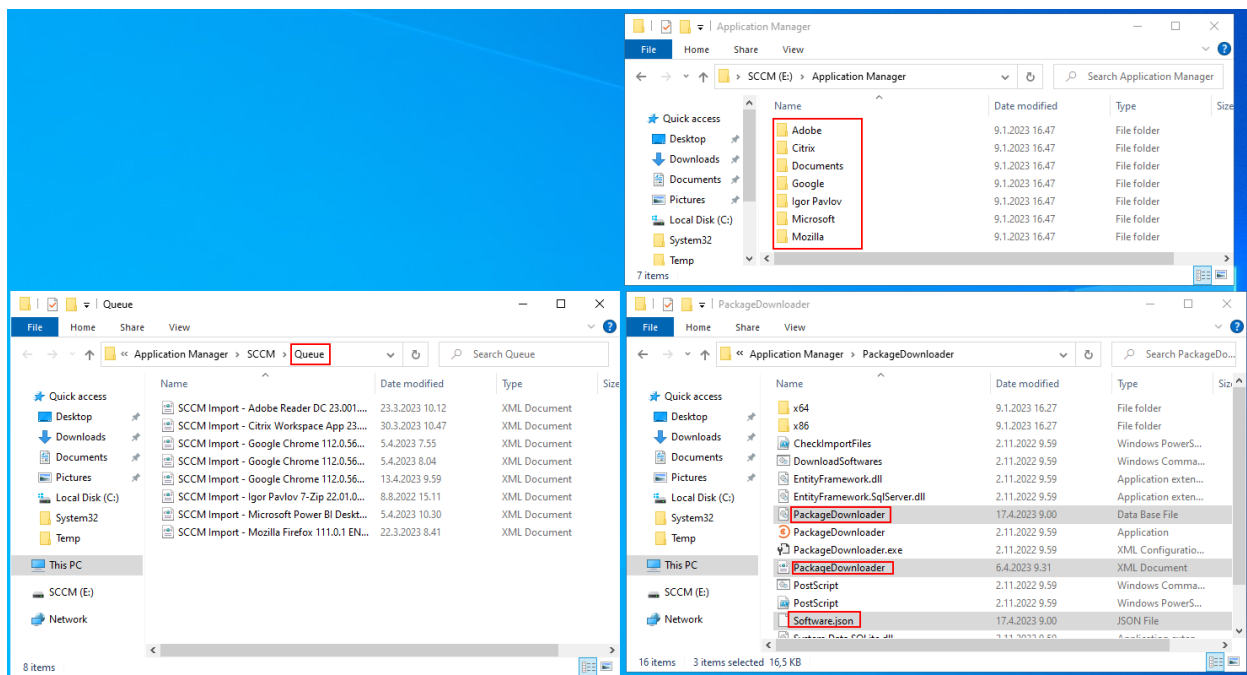 Application Manager
File Home Share View
SCCM (E:) › Application Manager
Search Application Manager
Name Date modified Type Size
Quick access
Desktop
Downloads
Documents
Pictures
Local Disk (C:)
System32
Temp
Adobe 9.1.2023 16.47 File folder
Citrix 9.1.2023 16.47 File folder
Documents 9.1.2023 16.47 File folder
Google 9.1.2023 16.47 File folder
Igor Pavlov 9.1.2023 16.47 File folder
Microsoft 9.1.2023 16.47 File folder
Mozilla 9.1.2023 16.47 File folder
7 items
Queue
File Home Share View
« Application Manager › SCCM › Queue
Search Queue
Name Date modified Type Size
Quick access
Desktop
Downloads
Documents
Pictures
Local Disk (C:)
System32
Temp
This PC
SCCM (E:)
Network
SCCM Import - Adobe Reader DC 23.001.... 23.3.2023 10.12 XML Document
SCCM Import - Citrix Workspace App 23.... 30.3.2023 10.47 XML Document
SCCM Import - Google Chrome 112.0.56... 5.4.2023 7.55 XML Document
SCCM Import - Google Chrome 112.0.56... 5.4.2023 8.04 XML Document
SCCM Import - Google Chrome 112.0.56... 13.4.2023 9.59 XML Document
SCCM Import - Igor Pavlov 7-Zip 22.01.0... 8.8.2022 15.11 XML Document
SCCM Import - Microsoft Power BI Deskt... 5.4.2023 10.30 XML Document
SCCM Import - Mozilla Firefox 111.0.1 EN... 22.3.2023 8.41 XML Document
8 items
PackageDownloader
File Home Share View
« Application Manager › PackageDownloader
Search PackageDo...
Name Date modified Type Size
Quick access
Desktop
Downloads
Documents
Pictures
Local Disk (C:)
System32
Temp
This PC
SCCM (E:)
Network
x64 9.1.2023 16.27 File folder
x86 9.1.2023 16.27 File folder
CheckImportFiles 2.11.2022 9.59 Windows PowerS...
DownloadSoftwares 2.11.2022 9.59 Windows Comma...
EntityFramework.dll 2.11.2022 9.59 Application exten...
EntityFramework.SqlServer.dll 2.11.2022 9.59 Application exten...
PackageDownloader 17.4.2023 9.00 Data Base File
PackageDownloader 2.11.2022 9.59 Application
PackageDownloader.exe 2.11.2022 9.59 XML Configuratio...
PackageDownloader 6.4.2023 9.31 XML Document
PostScript 2.11.2022 9.59 Windows Comma...
PostScript 2.11.2022 9.59 Windows PowerS...
Software.json 17.4.2023 9.00 JSON File
System.Data.SQLite.dll 2.11.2022 9.59 Application exten...
16 items 3 items selected 16,5 KB